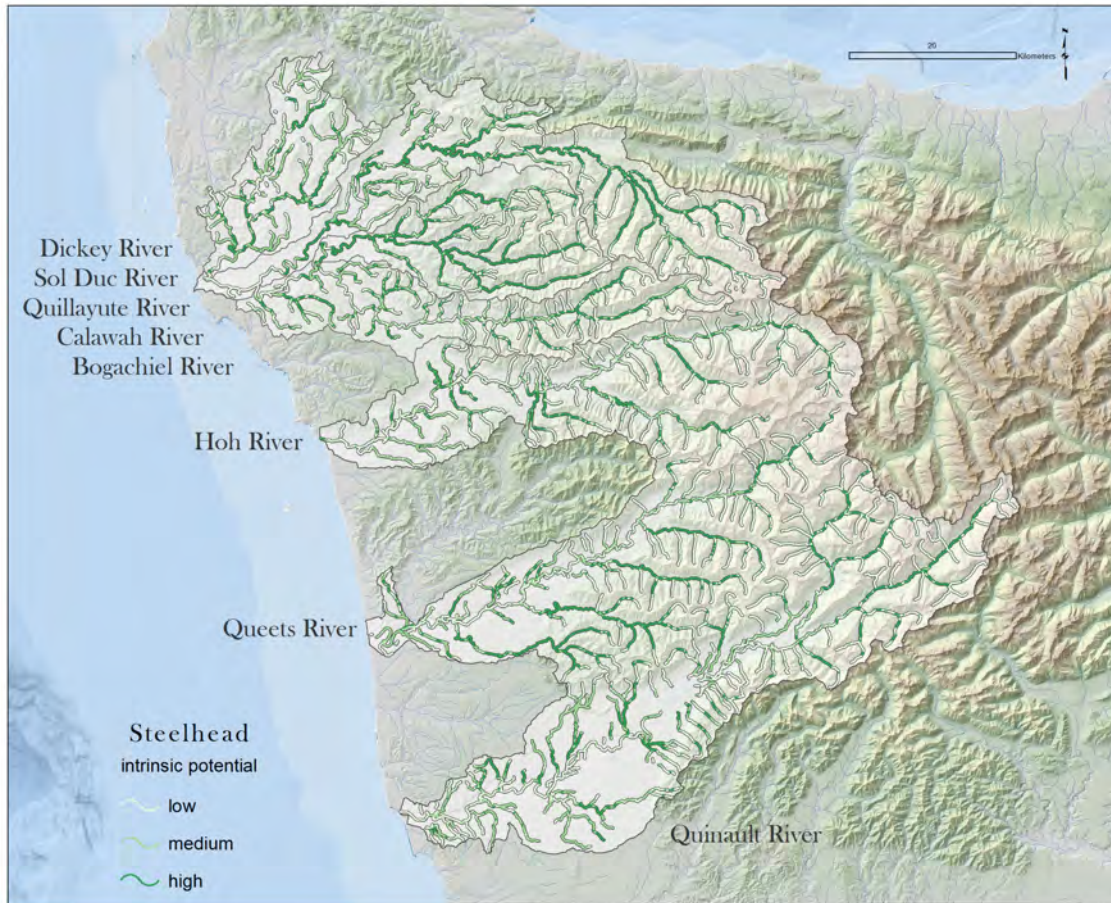 20
Kilometers
Dickey River
Sol Duc River
Quillayute River
Calawah River
Bogachiel River
Hoh River
Queets River
Quinault River
Steelhead
intrinsic potential
low
medium
high